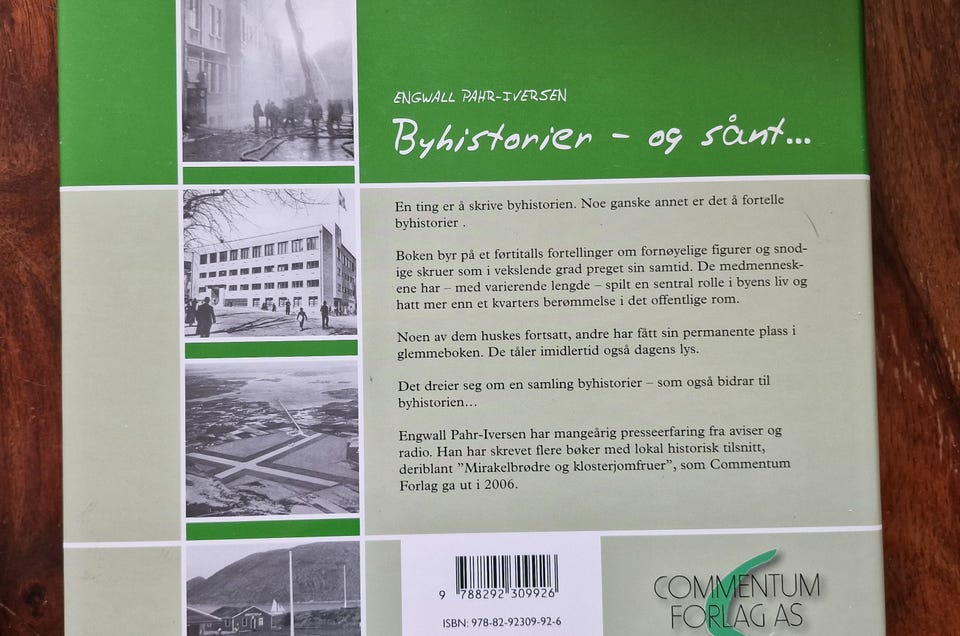 ENGWALL PAHR-IVERSEN
Byhistorier - og sånt...
En ting er å skrive byhistorien. Noe ganske annet er det å fortelle
byhistorier .
Boken byr på et førtitalls fortellinger om fornøyelige figurer og snod-
ige skruer som i vekslende grad preget sin samtid. De medmennesk-
ene har – med varierende lengde – spilt en sentral rolle i byens liv og
hatt mer enn et kvarters berømmelse i det offentlige rom.
Noen av dem huskes fortsatt, andre har fått sin permanente plass i
glemmeboken. De tåler imidlertid også dagens lys.
Det dreier seg om en samling byhistorier – som også bidrar til
byhistorien…
Engwall Pahr-Iversen har mangeårig presseerfaring fra aviser og
radio. Han har skrevet flere bøker med lokal historisk tilsnitt,
deriblant ”Mirakelbrødre og klosterjomfruer”, som Commentum
Forlag ga ut i 2006.
9 788292 309926
ISBN: 978-82-92309-92-6
COMMENTUM
FORLAG AS